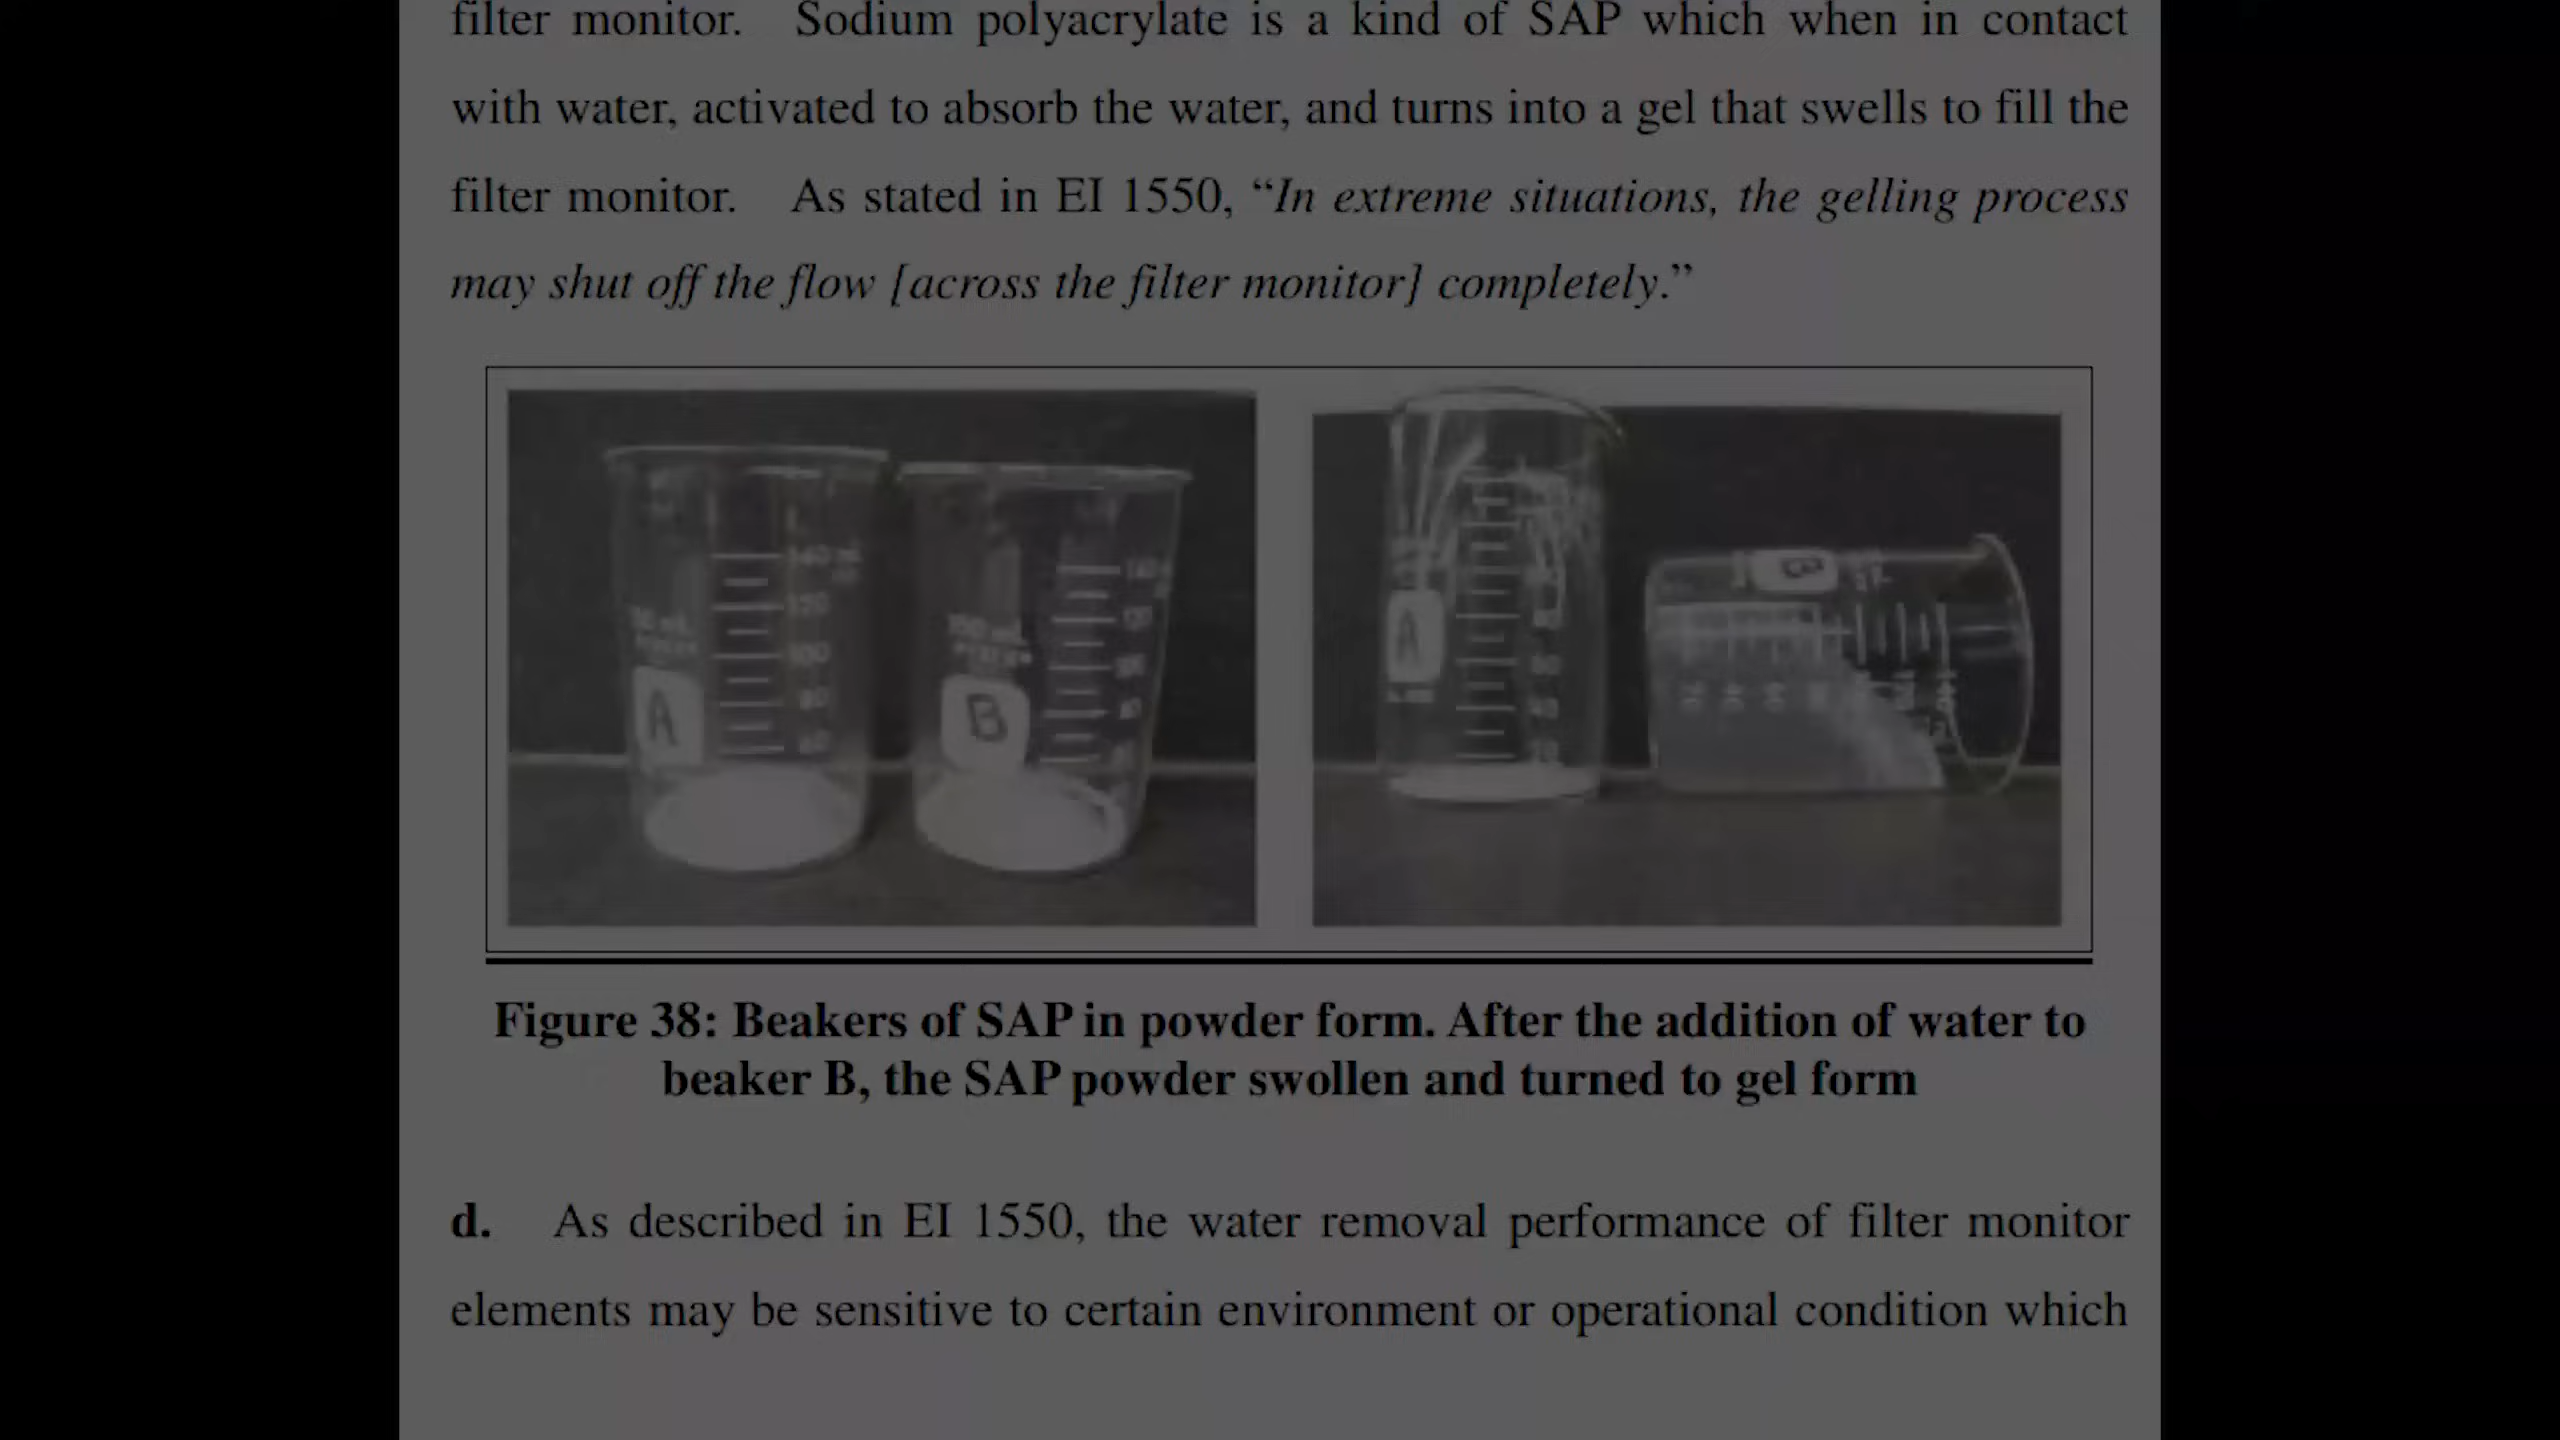 filter monitor. Sodium polyacrylate is a kind of SAP which when in contact
with water, activated to absorb the water, and turns into a gel that swells to fill the
filter monitor. As stated in EI 1550, “In extreme situations, the gelling process
may shut off the flow [across the filter monitor] completely.”
A
B
A
B
Figure 38: Beakers of SAP in powder form. After the addition of water to
beaker B, the SAP powder swollen and turned to gel form
d. As described in EI 1550, the water removal performance of filter monitor
elements may be sensitive to certain environment or operational condition which